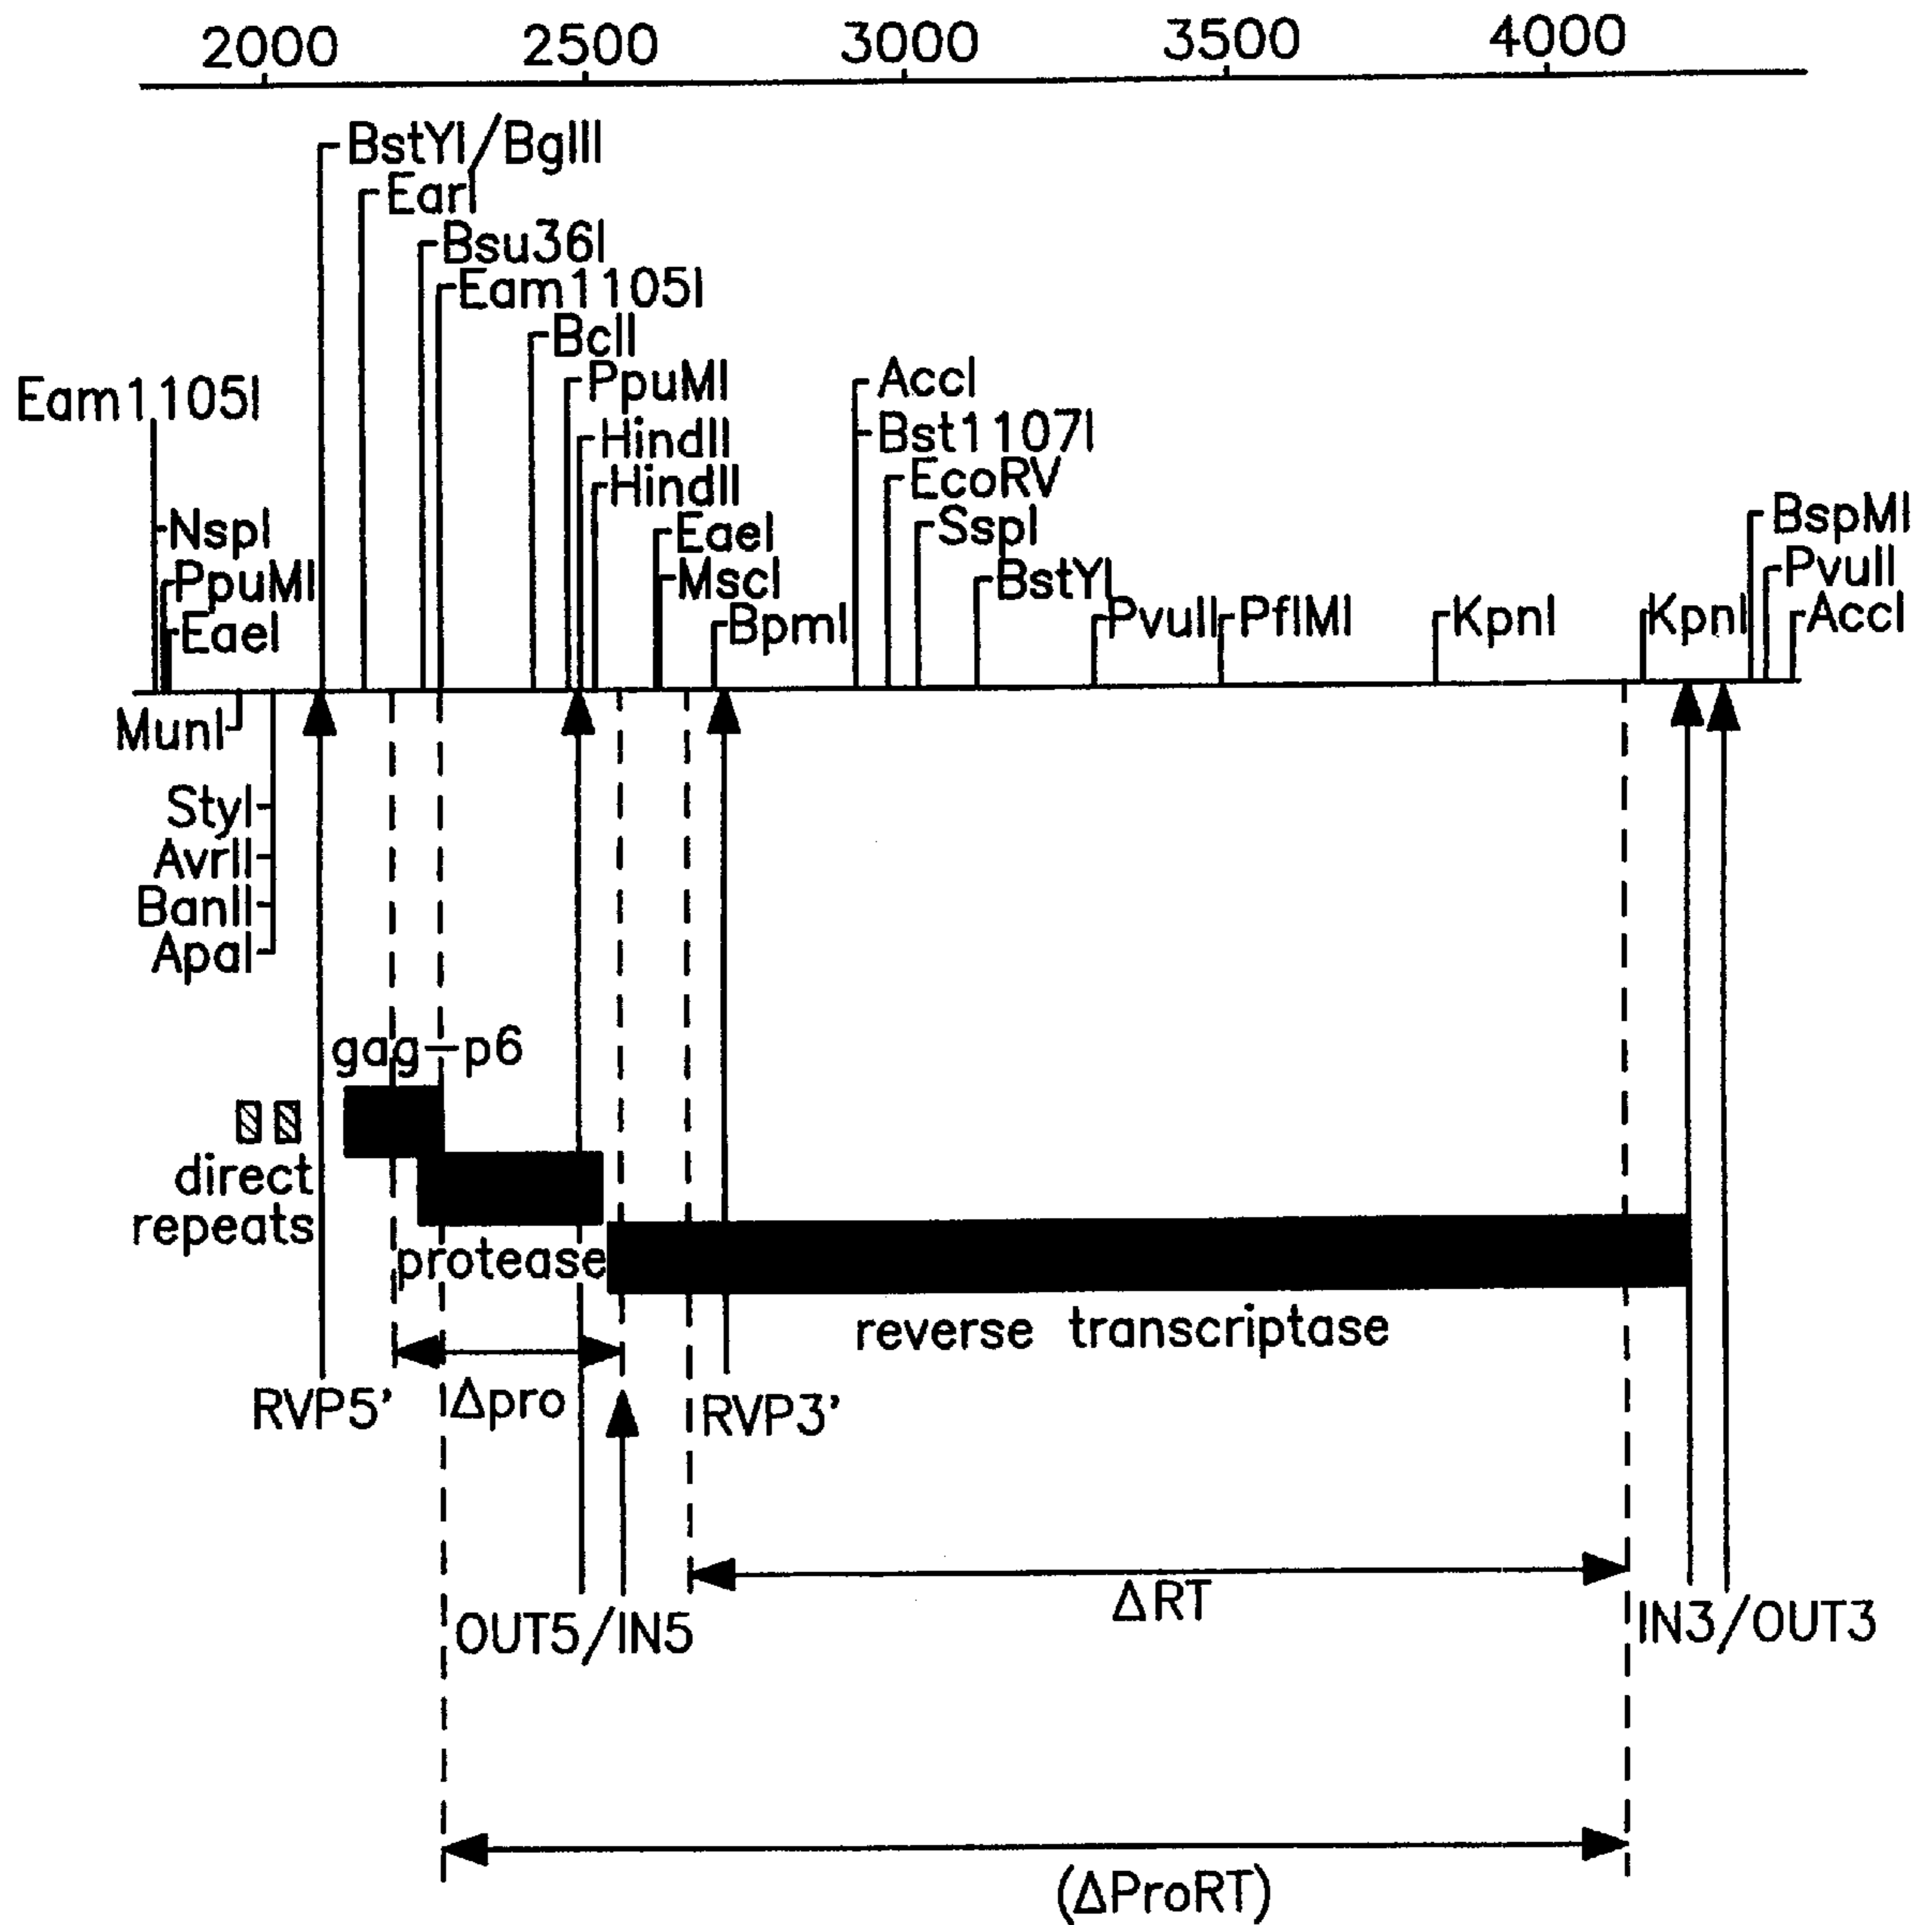 2000 2500 3000 3500 4000
BstYI/BglII
EarI
Bsu36I
Eam1105I
BclI
Eam1105I
PpuMI
AccI
HindII
Bst1107I
HindII
EcoRV
NspI
EaeI
SspI
BspMI
PpuMI
MscI
BstYI
PvuII
EaeI
BpmI
PvuII
PflMI
KpnI
KpnI
AccI
MunI
StyI
AvrII
BanII
ApaI
gag-p6
direct
repeats
protease
reverse transcriptase
RVP5'
Δpro
RVP3'
ΔRT
OUT5/IN5
IN3/OUT3
(ΔProRT)